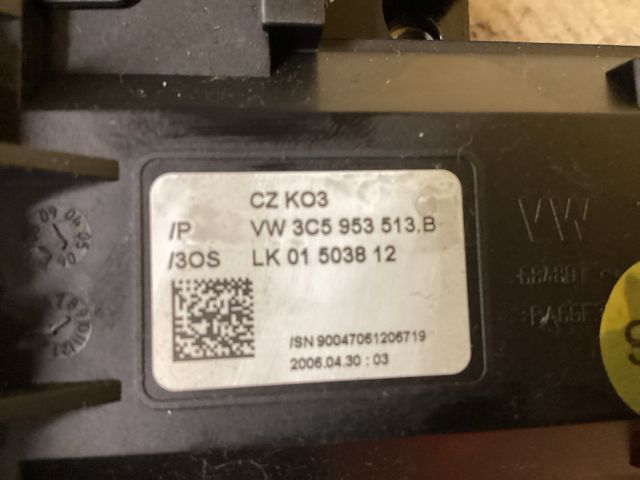 CZ KO3
/P VW 3C5 953 513.B
/3OS LK 01 5038 12
/SN 90047061206719
2006.04.30 : 03
VW